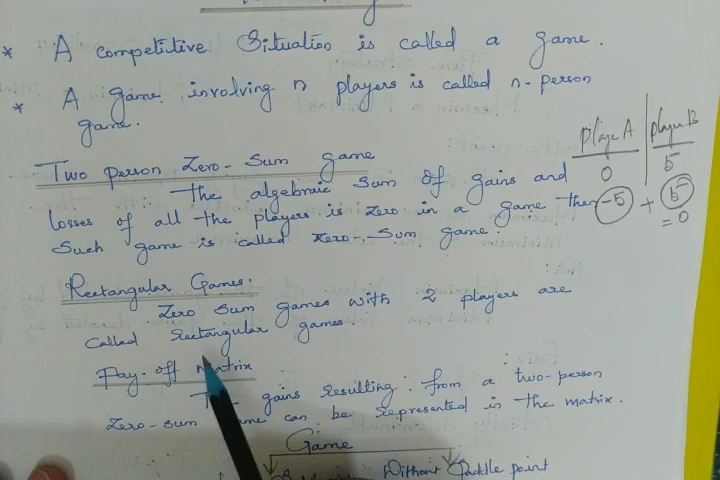 * A competitive Situation is called a game.
* A game involving n players is called n-person
game.
Player A | Player B
0 | 5
-5 + 5
= 0
Two person Zero-Sum game
The algebraic Sum of gains and
losses of all the players is zero in a game then
Such game is called zero-Sum game.
Rectangular Games.
Zero Sum games with 2 players are
called Rectangular games.
Pay-off matrix
gains resulting from a two-person
Zero-sum can be represented in the matrix.
Game
Without Saddle point